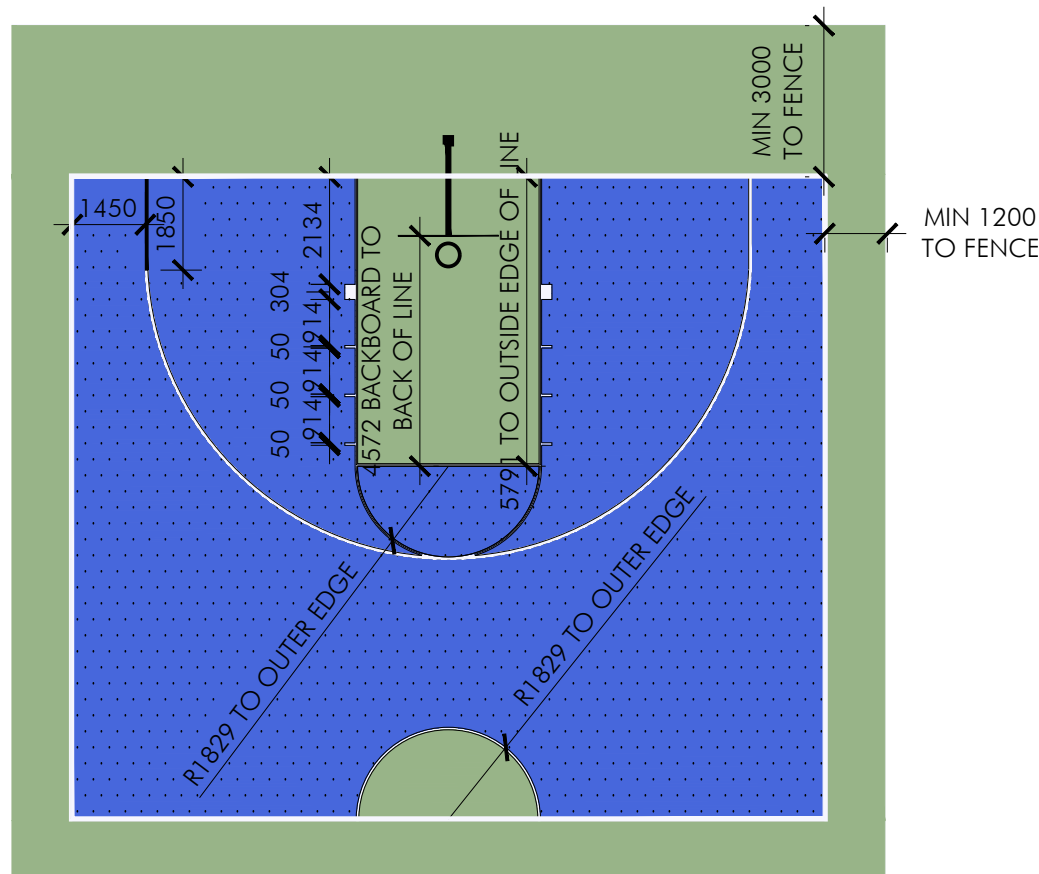 MIN 3000
TO FENCE
MIN 1200
TO FENCE
1450
1850
2134
304
914
50
914
50
914
50
4572 BACKBOARD TO
BACK OF LINE
5791 TO OUTSIDE EDGE OF LINE
R1829 TO OUTER EDGE
R1829 TO OUTER EDGE